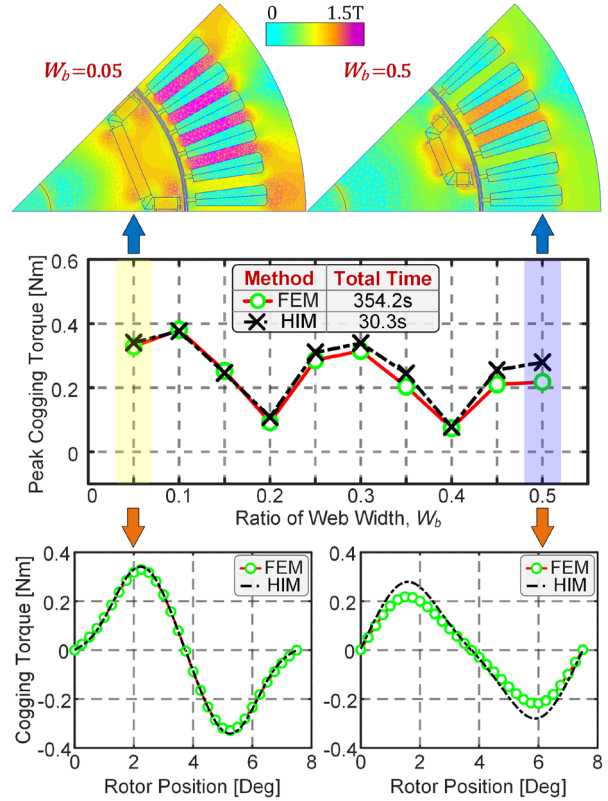 0
1.5T
W_b=0.05
W_b=0.5
Method Total Time
FEM 354.2s
HIM 30.3s
Peak Cogging Torque [Nm]
0.6
0.4
0.2
0
0 0.1 0.2 0.3 0.4 0.5
Ratio of Web Width, W_b
Cogging Torque [Nm]
0.4
0.2
0
-0.2
-0.4
FEM
HIM
0 2 4 6 8
Rotor Position [Deg]
0.4
0.2
0
-0.2
-0.4
FEM
HIM
0 2 4 6 8
Rotor Position [Deg]